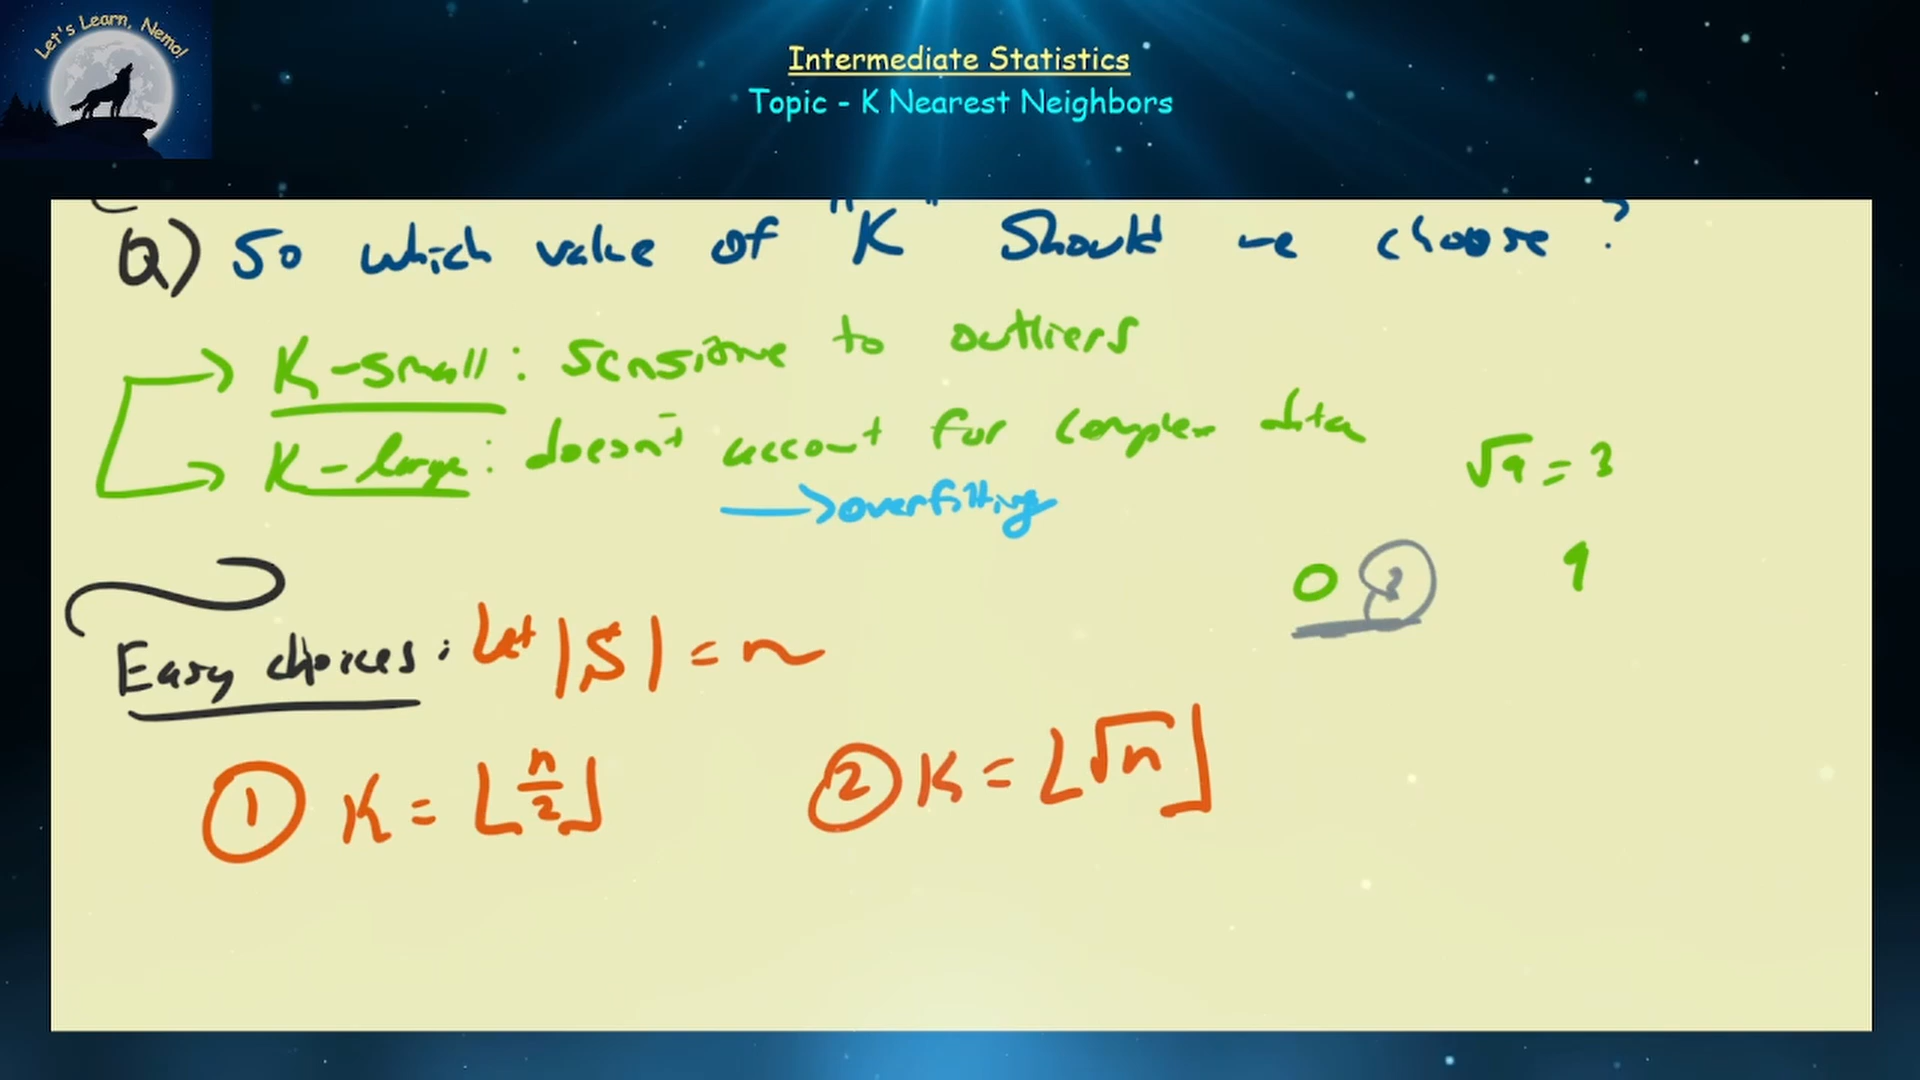 Let's Learn, Nemo!
Intermediate Statistics
Topic - K Nearest Neighbors
Q) So which value of "K" should we choose?
K-small: sensitive to outliers
K-large: doesn't account for complex data
→ overfitting
√9 = 3
0
9
Easy choices: Let |S| = n
① K = ⌊n/2⌋ ② K = ⌊√n⌋